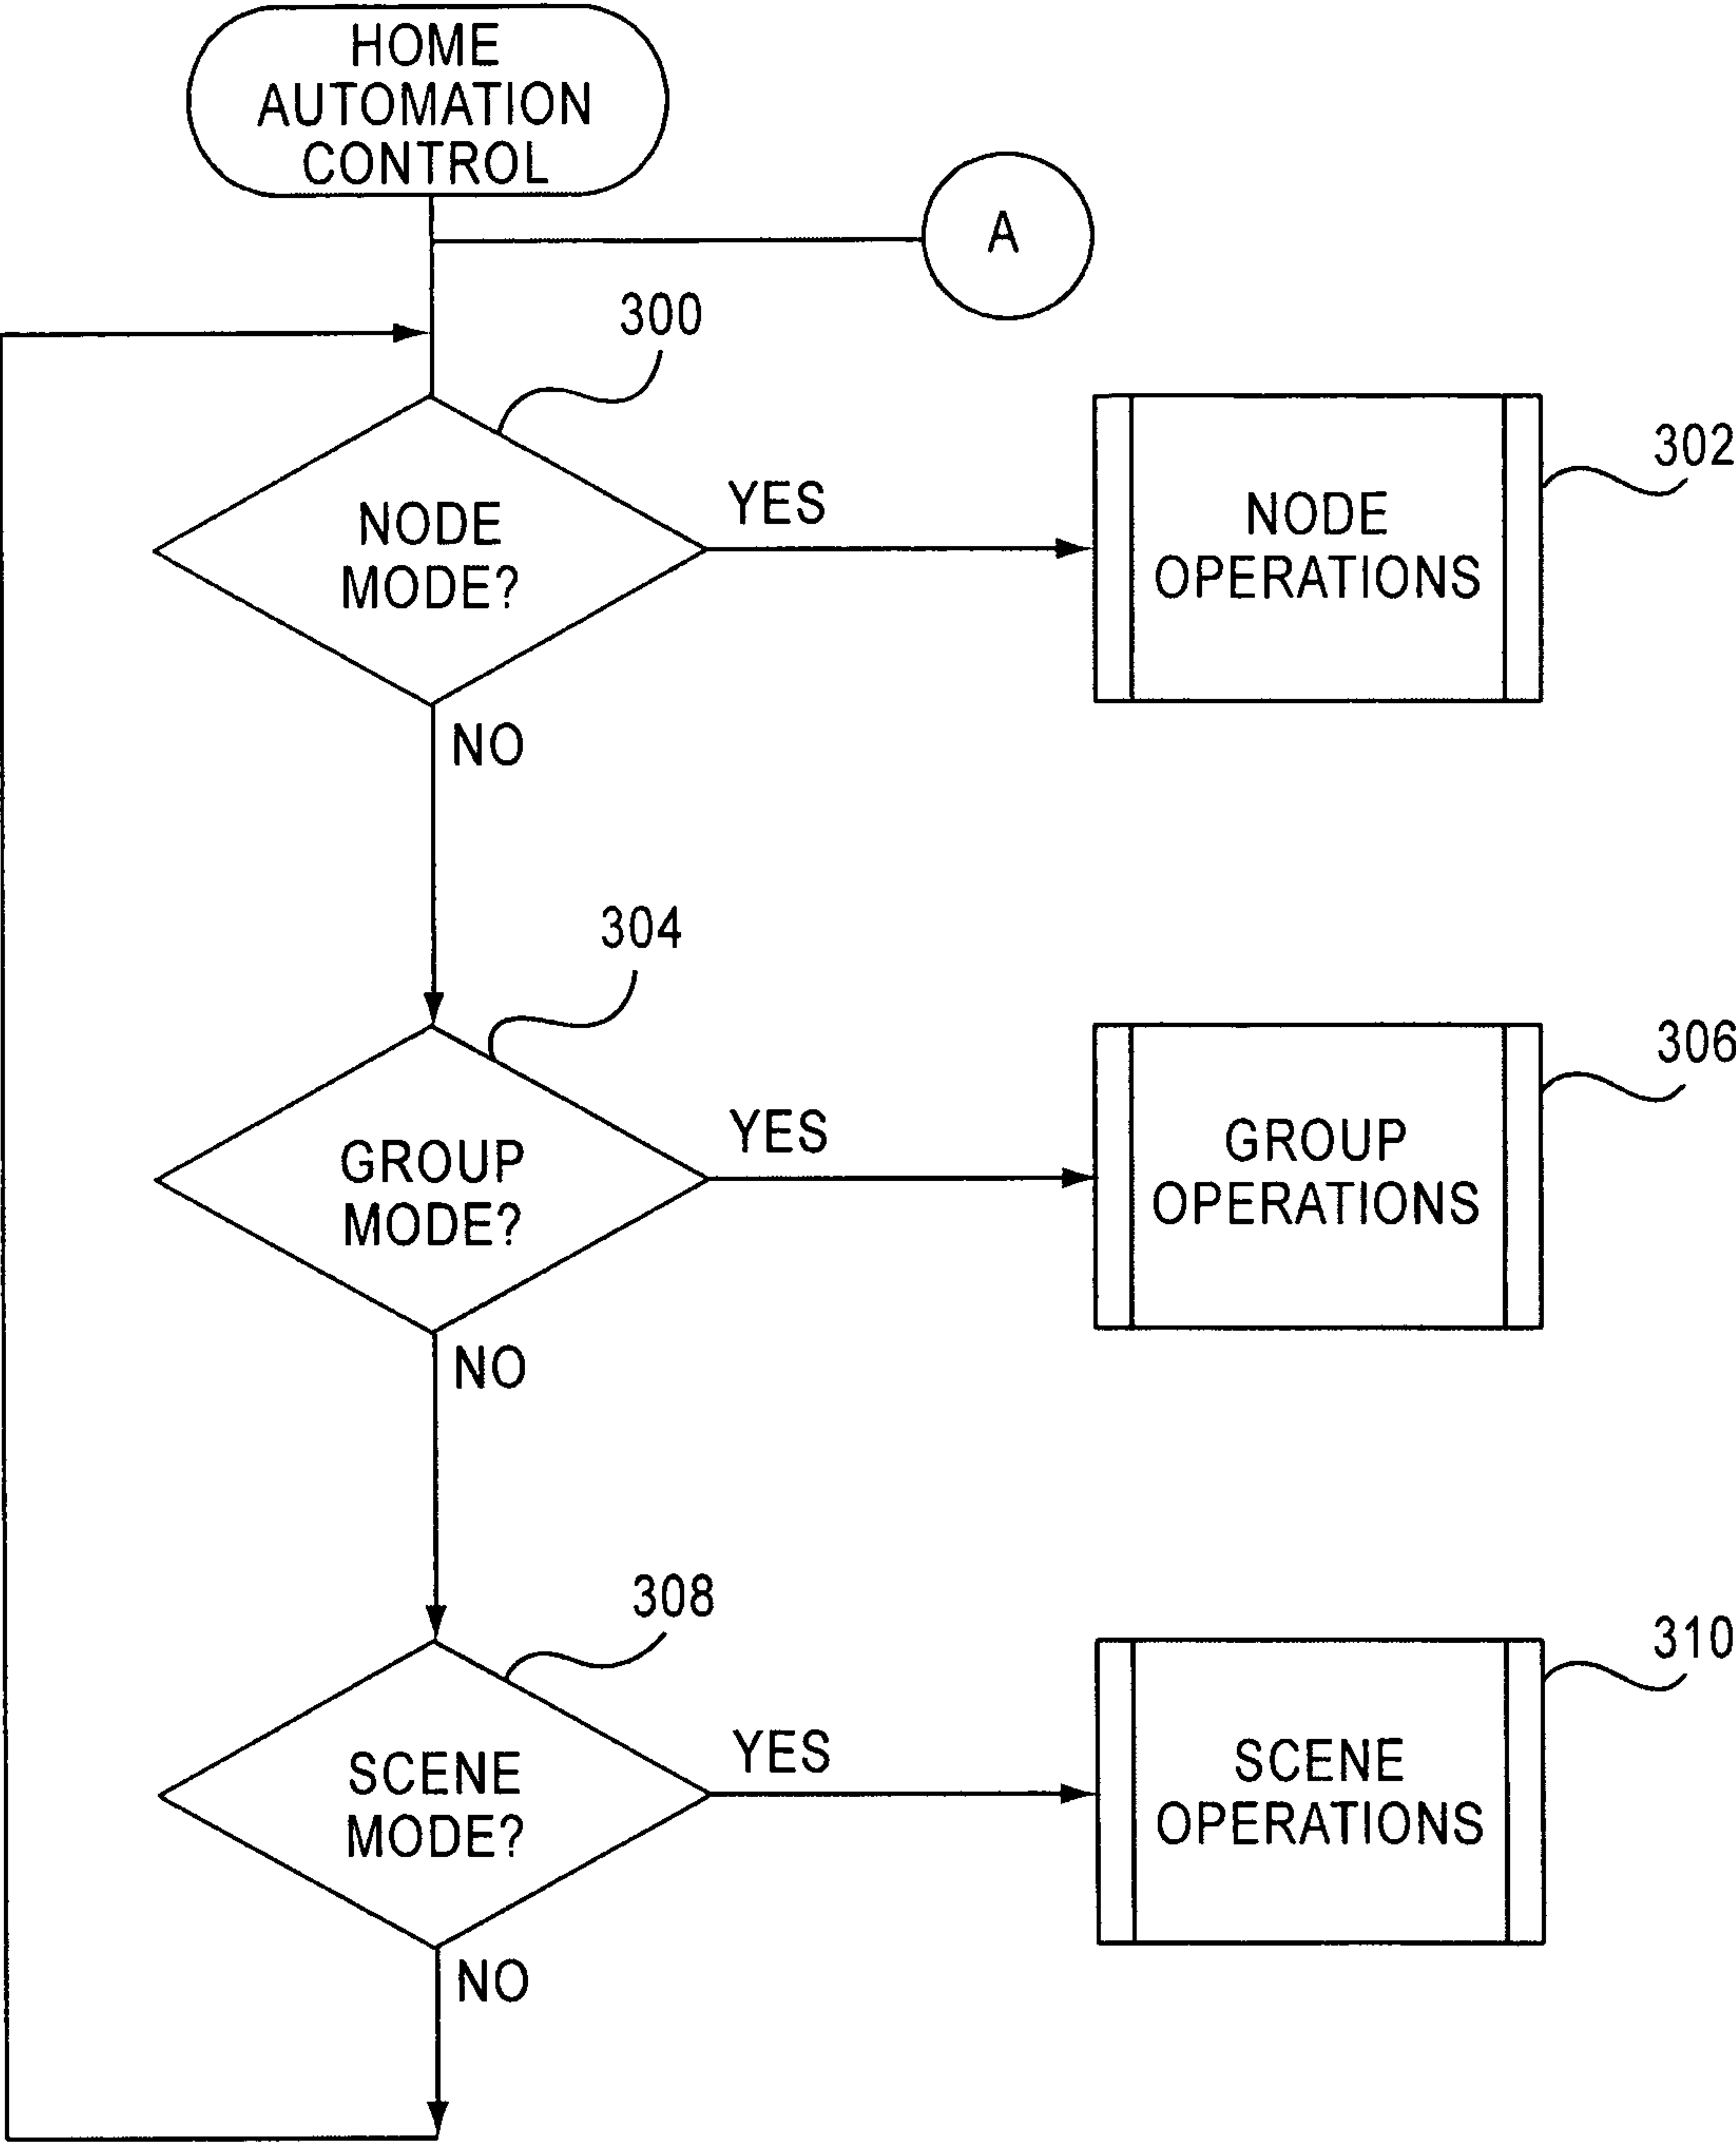 HOME
AUTOMATION
CONTROL
A
300
302
NODE
MODE?
YES
NODE
OPERATIONS
NO
304
306
GROUP
MODE?
YES
GROUP
OPERATIONS
NO
308
310
SCENE
MODE?
YES
SCENE
OPERATIONS
NO